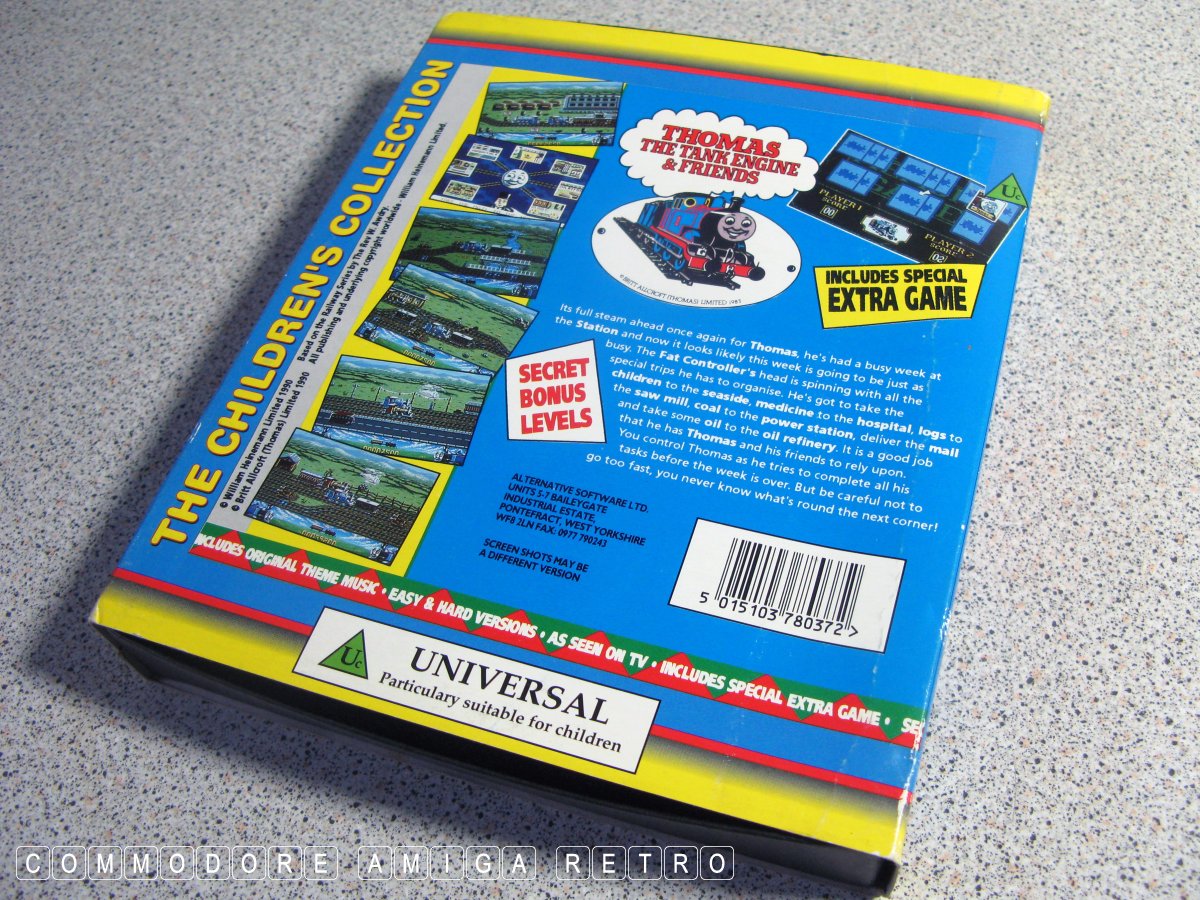 THE CHILDREN'S COLLECTION
© William Heinemann Limited 1990
© Britt Allcroft (Thomas) Limited 1990
Based on the Railway Series by The Rev W. Awdry.
All publishing and underlying copyright worldwide - William Heinemann Limited.
THOMAS
THE TANK ENGINE
& FRIENDS
© BRITT ALLCROFT (THOMAS) LIMITED 1985
PLAYER 1
SCORE
00
PLAYER 2
SCORE
02
Uc
INCLUDES SPECIAL
EXTRA GAME
SECRET
BONUS
LEVELS
Its full steam ahead once again for Thomas, he's had a busy week at
the Station and now it looks likely this week is going to be just as
busy. The Fat Controller's head is spinning with all the
special trips he has to organise. He's got to take the
children to the seaside, medicine to the hospital, logs to
the saw mill, coal to the power station, deliver the mail
and take some oil to the oil refinery. It is a good job
that he has Thomas and his friends to rely upon.
You control Thomas as he tries to complete all his
tasks before the week is over. But be careful not to
go too fast, you never know what's round the next corner!
ALTERNATIVE SOFTWARE LTD.
UNITS 5-7 BAILEYGATE
INDUSTRIAL ESTATE,
PONTEFRACT, WEST YORKSHIRE
WF8 2LN FAX: 0977 790243
SCREEN SHOTS MAY BE
A DIFFERENT VERSION
5 015103 780372 >
INCLUDES ORIGINAL THEME MUSIC • EASY & HARD VERSIONS • AS SEEN ON TV • INCLUDES SPECIAL EXTRA GAME • SE
Uc
UNIVERSAL
Particulary suitable for children
COMMODORE AMIGA RETRO